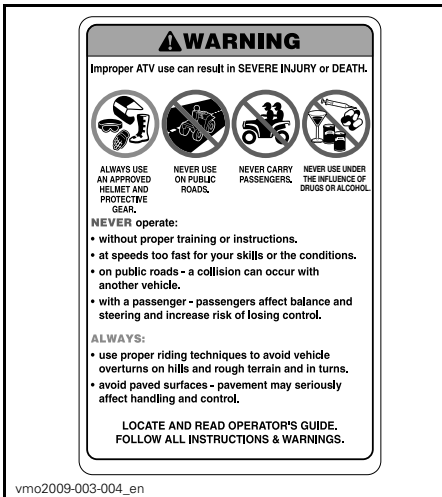 WARNING
Improper ATV use can result in SEVERE INJURY or DEATH.
ALWAYS USE
AN APPROVED
HELMET AND
PROTECTIVE
GEAR.
NEVER USE
ON PUBLIC
ROADS.
NEVER CARRY
PASSENGERS.
NEVER USE UNDER
THE INFLUENCE OF
DRUGS OR ALCOHOL.
NEVER operate:
• without proper training or instructions.
• at speeds too fast for your skills or the conditions.
• on public roads - a collision can occur with
another vehicle.
• with a passenger - passengers affect balance and
steering and increase risk of losing control.
ALWAYS:
• use proper riding techniques to avoid vehicle
overturns on hills and rough terrain and in turns.
• avoid paved surfaces - pavement may seriously
affect handling and control.
LOCATE AND READ OPERATOR'S GUIDE.
FOLLOW ALL INSTRUCTIONS & WARNINGS.
vmo2009-003-004_en